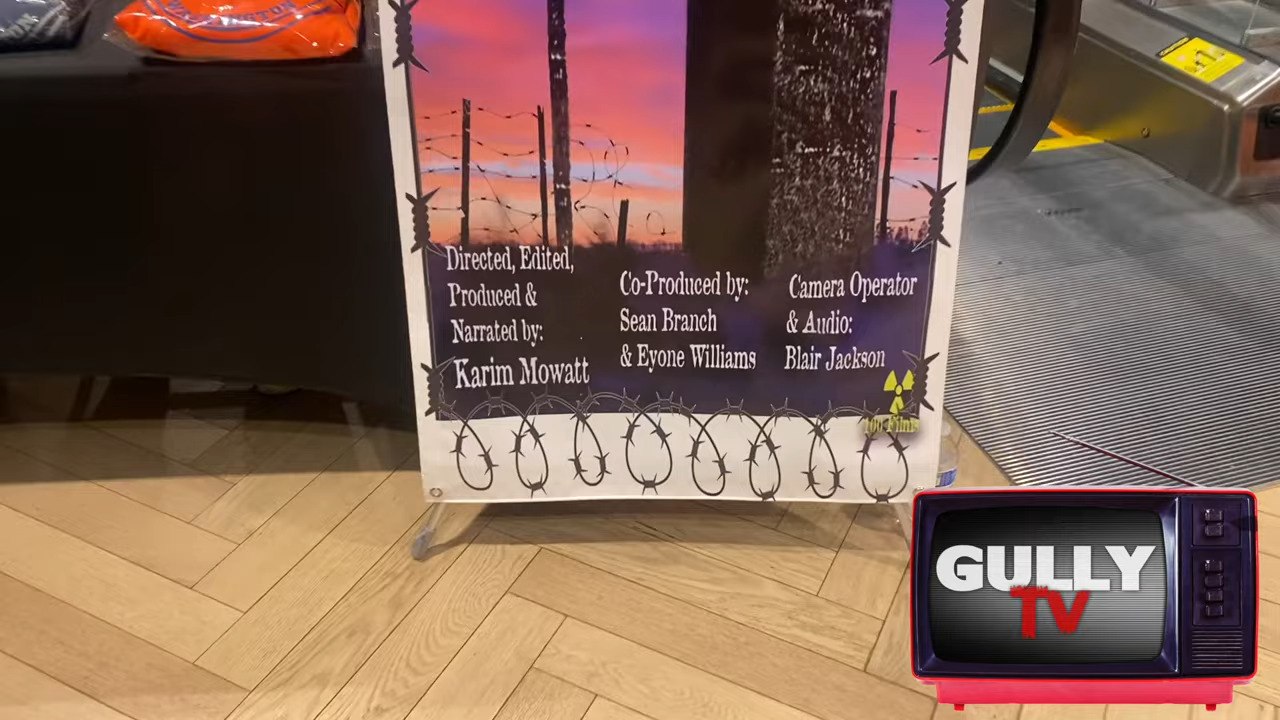 WASHINGTON
Directed, Edited,
Produced &
Narrated by:
Karim Mowatt
Co-Produced by:
Sean Branch
& Eyone Williams
Camera Operator
& Audio:
Blair Jackson
100 Films
GULLY
TV